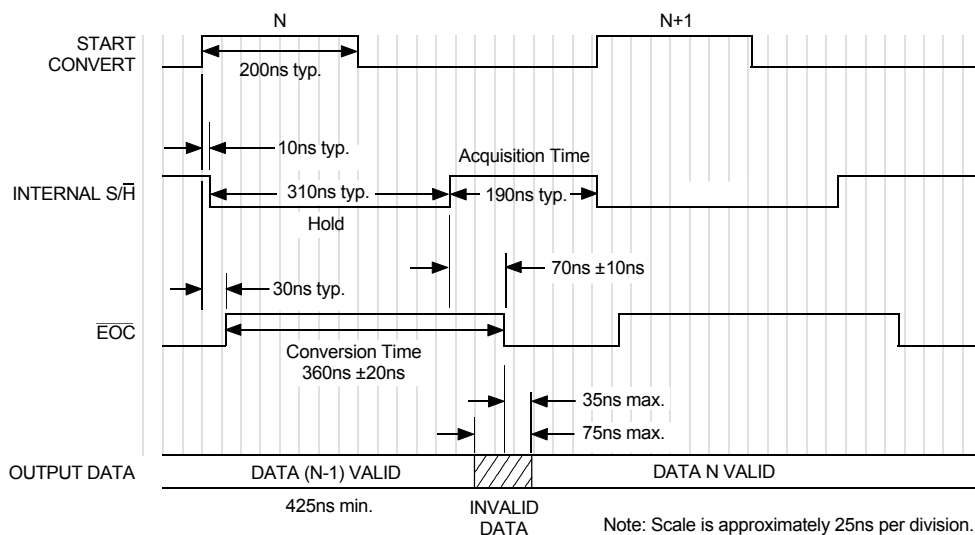 N
N+1
START
CONVERT
200ns typ.
10ns typ.
Acquisition Time
INTERNAL S/H̅
310ns typ.
190ns typ.
Hold
70ns ±10ns
30ns typ.
E̅O̅C̅
Conversion Time
360ns ±20ns
35ns max.
75ns max.
OUTPUT DATA
DATA (N-1) VALID
DATA N VALID
425ns min.
INVALID
DATA
Note: Scale is approximately 25ns per division.